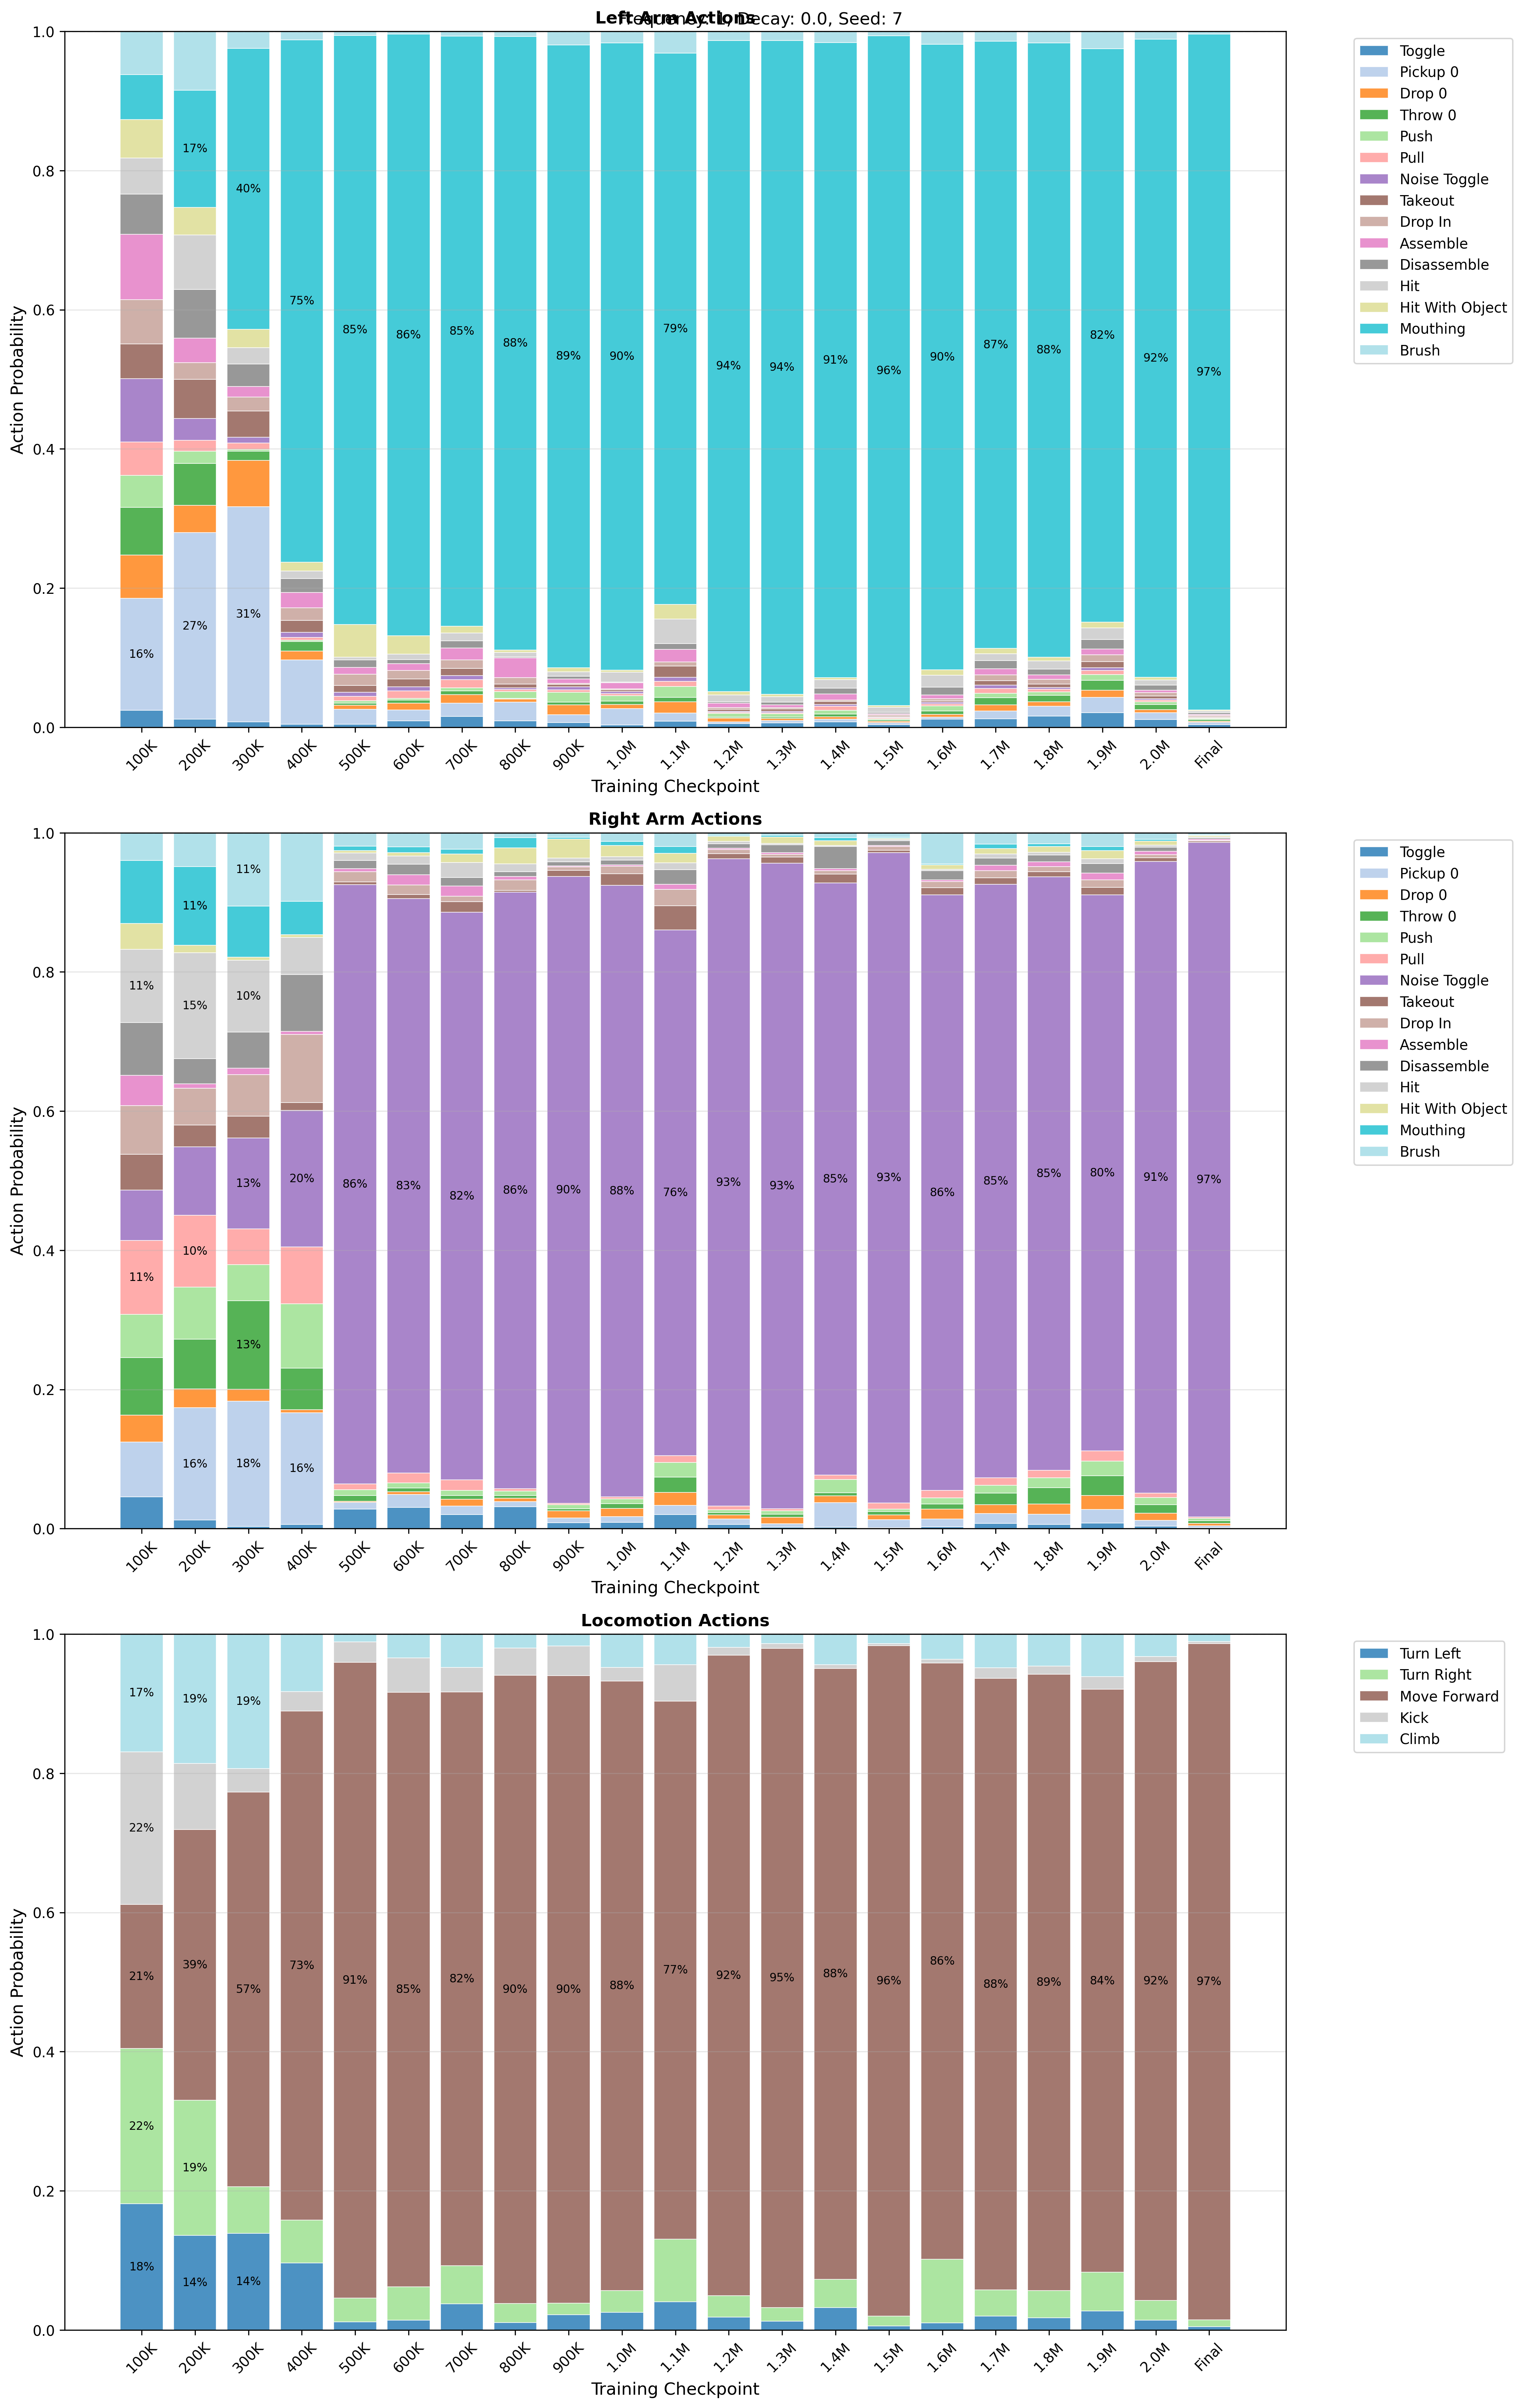 Left Arm Actions
Decay: 0.0, Seed: 7
1.0
0.8
0.6
0.4
0.2
0.0
Action Probability
16%
17%
27%
40%
31%
75%
85%
86%
85%
88%
89%
90%
79%
94%
94%
91%
96%
90%
87%
88%
82%
92%
97%
100K
200K
300K
400K
500K
600K
700K
800K
900K
1.0M
1.1M
1.2M
1.3M
1.4M
1.5M
1.6M
1.7M
1.8M
1.9M
2.0M
Final
Training Checkpoint
Toggle
Pickup 0
Drop 0
Throw 0
Push
Pull
Noise Toggle
Takeout
Drop In
Assemble
Disassemble
Hit
Hit With Object
Mouthing
Brush
Right Arm Actions
1.0
0.8
0.6
0.4
0.2
0.0
Action Probability
11%
11%
11%
15%
10%
16%
11%
10%
13%
13%
18%
20%
16%
86%
83%
82%
86%
90%
88%
76%
93%
93%
85%
93%
86%
85%
85%
80%
91%
97%
100K
200K
300K
400K
500K
600K
700K
800K
900K
1.0M
1.1M
1.2M
1.3M
1.4M
1.5M
1.6M
1.7M
1.8M
1.9M
2.0M
Final
Training Checkpoint
Toggle
Pickup 0
Drop 0
Throw 0
Push
Pull
Noise Toggle
Takeout
Drop In
Assemble
Disassemble
Hit
Hit With Object
Mouthing
Brush
Locomotion Actions
1.0
0.8
0.6
0.4
0.2
0.0
Action Probability
17%
22%
21%
22%
18%
19%
39%
19%
14%
19%
57%
14%
73%
91%
85%
82%
90%
90%
88%
77%
92%
95%
88%
96%
86%
88%
89%
84%
92%
97%
100K
200K
300K
400K
500K
600K
700K
800K
900K
1.0M
1.1M
1.2M
1.3M
1.4M
1.5M
1.6M
1.7M
1.8M
1.9M
2.0M
Final
Training Checkpoint
Turn Left
Turn Right
Move Forward
Kick
Climb